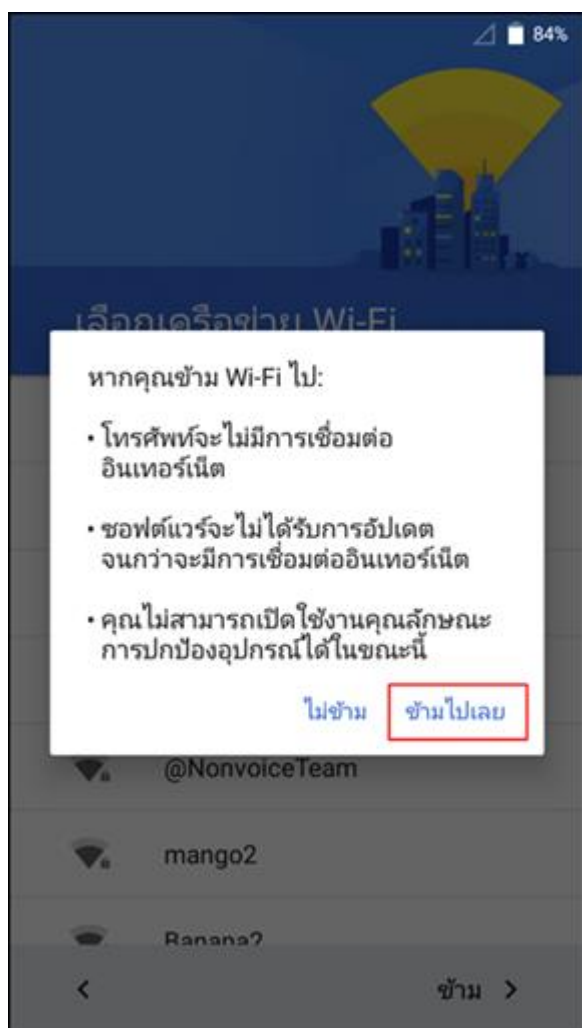 84%
เลือกเครือข่าย Wi-Fi
หากคุณข้าม Wi-Fi ไป:
• โทรศัพท์จะไม่มีการเชื่อมต่อ
อินเทอร์เน็ต
• ซอฟต์แวร์จะไม่ได้รับการอัปเดต
จนกว่าจะมีการเชื่อมต่ออินเทอร์เน็ต
• คุณไม่สามารถเปิดใช้งานคุณลักษณะ
การปกป้องอุปกรณ์ได้ในขณะนี้
ไม่ข้าม ข้ามไปเลย
@NonvoiceTeam
mango2
Banana2
ข้าม